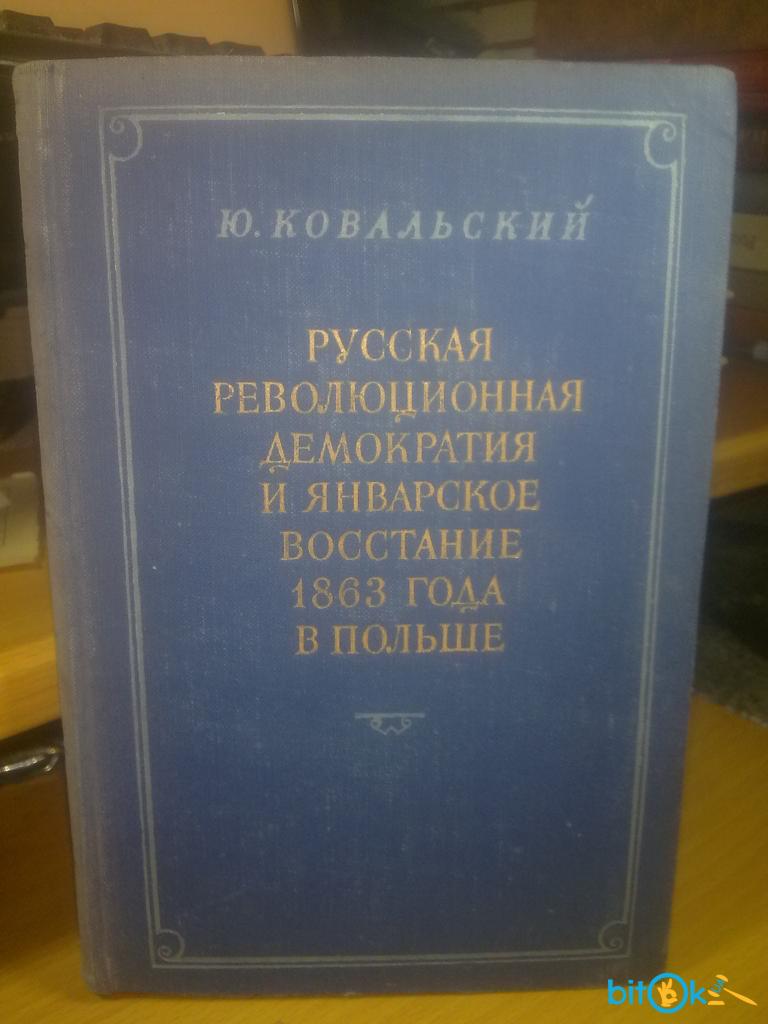 Ю. КОВАЛЬСКИЙ
РУССКАЯ
РЕВОЛЮЦИОННАЯ
ДЕМОКРАТИЯ
И ЯНВАРСКОЕ
ВОССТАНИЕ
1863 ГОДА
В ПОЛЬШЕ
bitOk